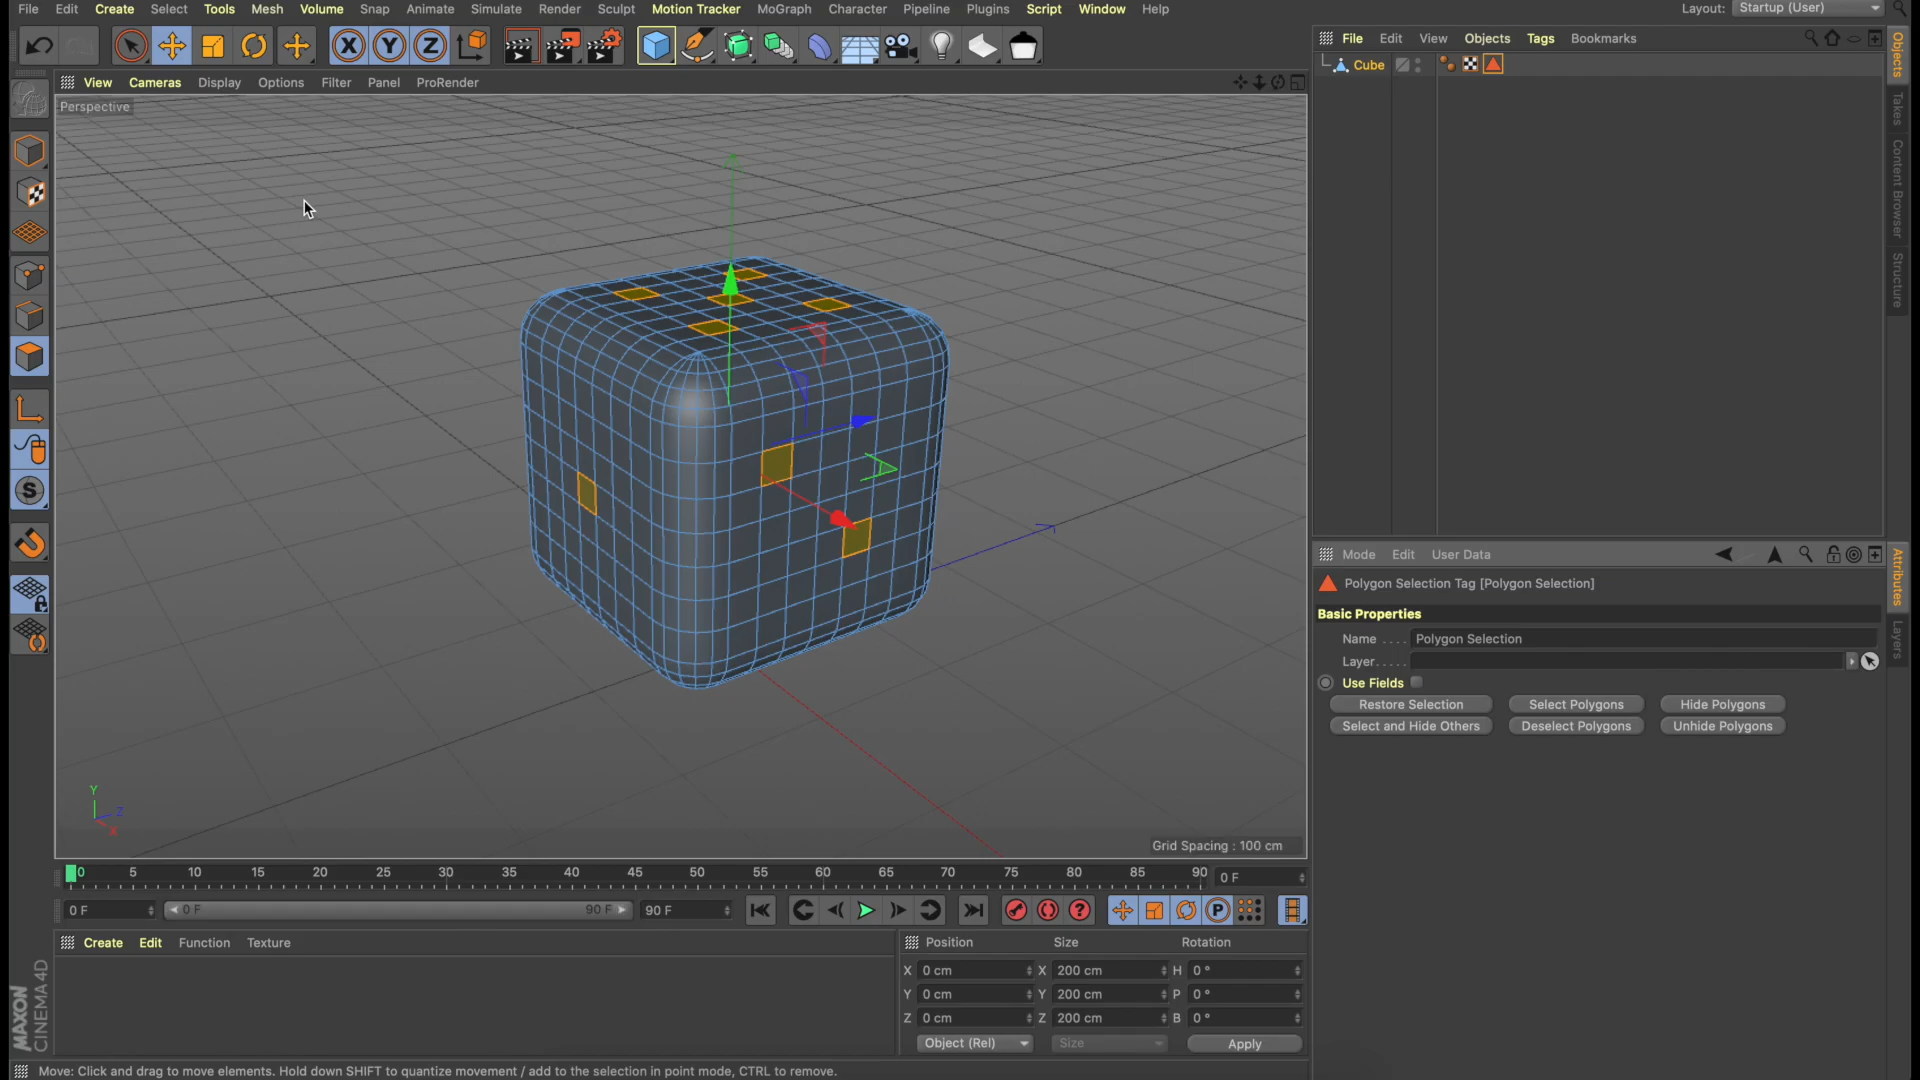 File Edit Create Select Tools Mesh Volume Snap Animate Simulate Render Sculpt Motion Tracker MoGraph Character Pipeline Plugins Script Window Help
Layout: Startup (User)
X Y Z
File Edit View Objects Tags Bookmarks
Cube
Objects
Takes
Content Browser
Structure
View Cameras Display Options Filter Panel ProRender
Perspective
S
Y
Z
X
Grid Spacing : 100 cm
Mode Edit User Data
Polygon Selection Tag [Polygon Selection]
Basic Properties
Name .... Polygon Selection
Layer.....
Use Fields
Restore Selection Select Polygons Hide Polygons
Select and Hide Others Deselect Polygons Unhide Polygons
Attributes
Layers
0 5 10 15 20 25 30 35 40 45 50 55 60 65 70 75 80 85 90 0 F
0 F 0 F 90 F 90 F ? P
Create Edit Function Texture
Position Size Rotation
X 0 cm X 200 cm H 0 °
Y 0 cm Y 200 cm P 0 °
Z 0 cm Z 200 cm B 0 °
Object (Rel) Size Apply
MAXON
CINEMA 4D
Move: Click and drag to move elements. Hold down SHIFT to quantize movement / add to the selection in point mode, CTRL to remove.